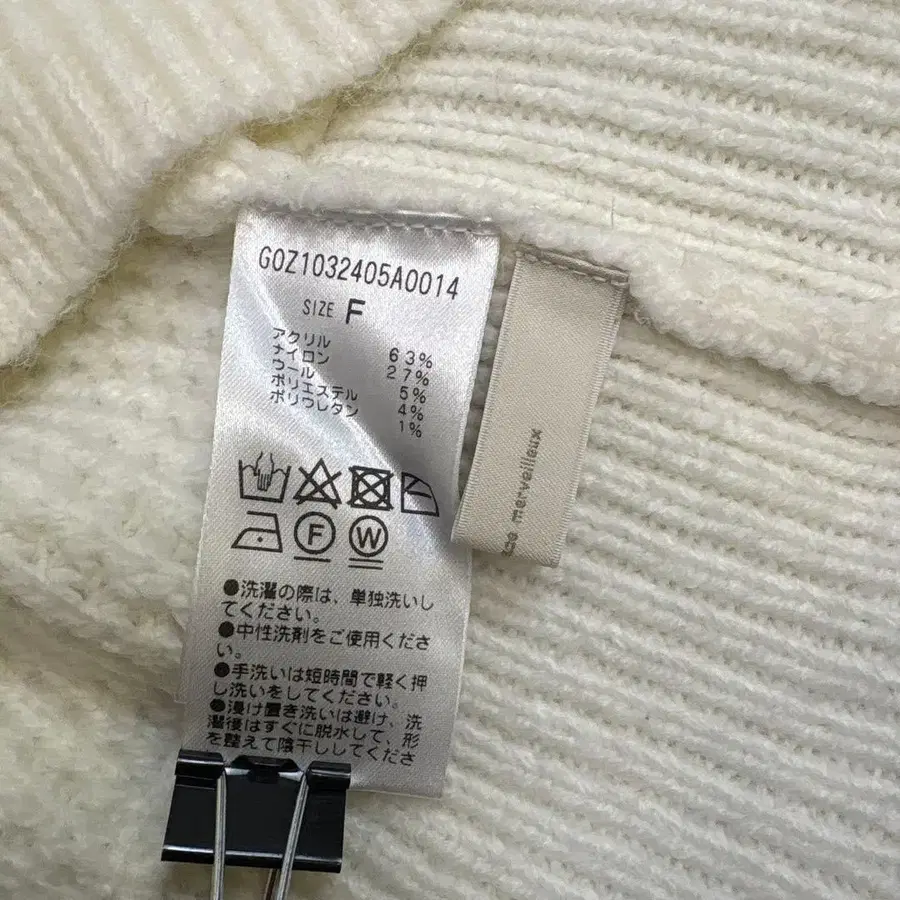 GOZ1032405A0014
SIZE F
アクリル 63%
ナイロン 27%
ウール 5%
ポリエステル 4%
ポリウレタン 1%
F W
●洗濯の際は、単独洗いし
てください。
●中性洗剤をご使用くださ
い。
●手洗いは短時間で軽く押
し洗いをしてください。
●浸け置き洗いは避け、洗
濯後はすぐに脱水して、形
を整えて陰干ししてくださ
merveilleux